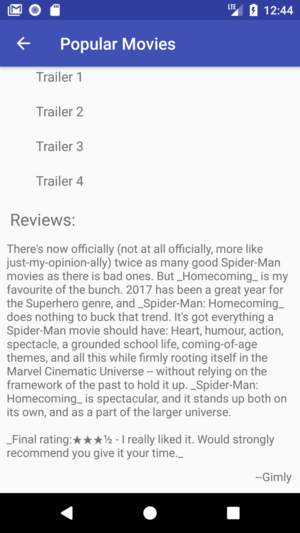 LTE 12:44
Popular Movies
Trailer 1
Trailer 2
Trailer 3
Trailer 4
Reviews:
There's now officially (not at all officially, more like
just-my-opinion-ally) twice as many good Spider-Man
movies as there is bad ones. But _Homecoming_ is my
favourite of the bunch. 2017 has been a great year for
the Superhero genre, and _Spider-Man: Homecoming_
does nothing to buck that trend. It's got everything a
Spider-Man movie should have: Heart, humour, action,
spectacle, a grounded school life, coming-of-age
themes, and all this while firmly rooting itself in the
Marvel Cinematic Universe -- without relying on the
framework of the past to hold it up. _Spider-Man:
Homecoming_ is spectacular, and it stands up both on
its own, and as a part of the larger universe.
_Final rating:★★★½ - I really liked it. Would strongly
recommend you give it your time._
--Gimly